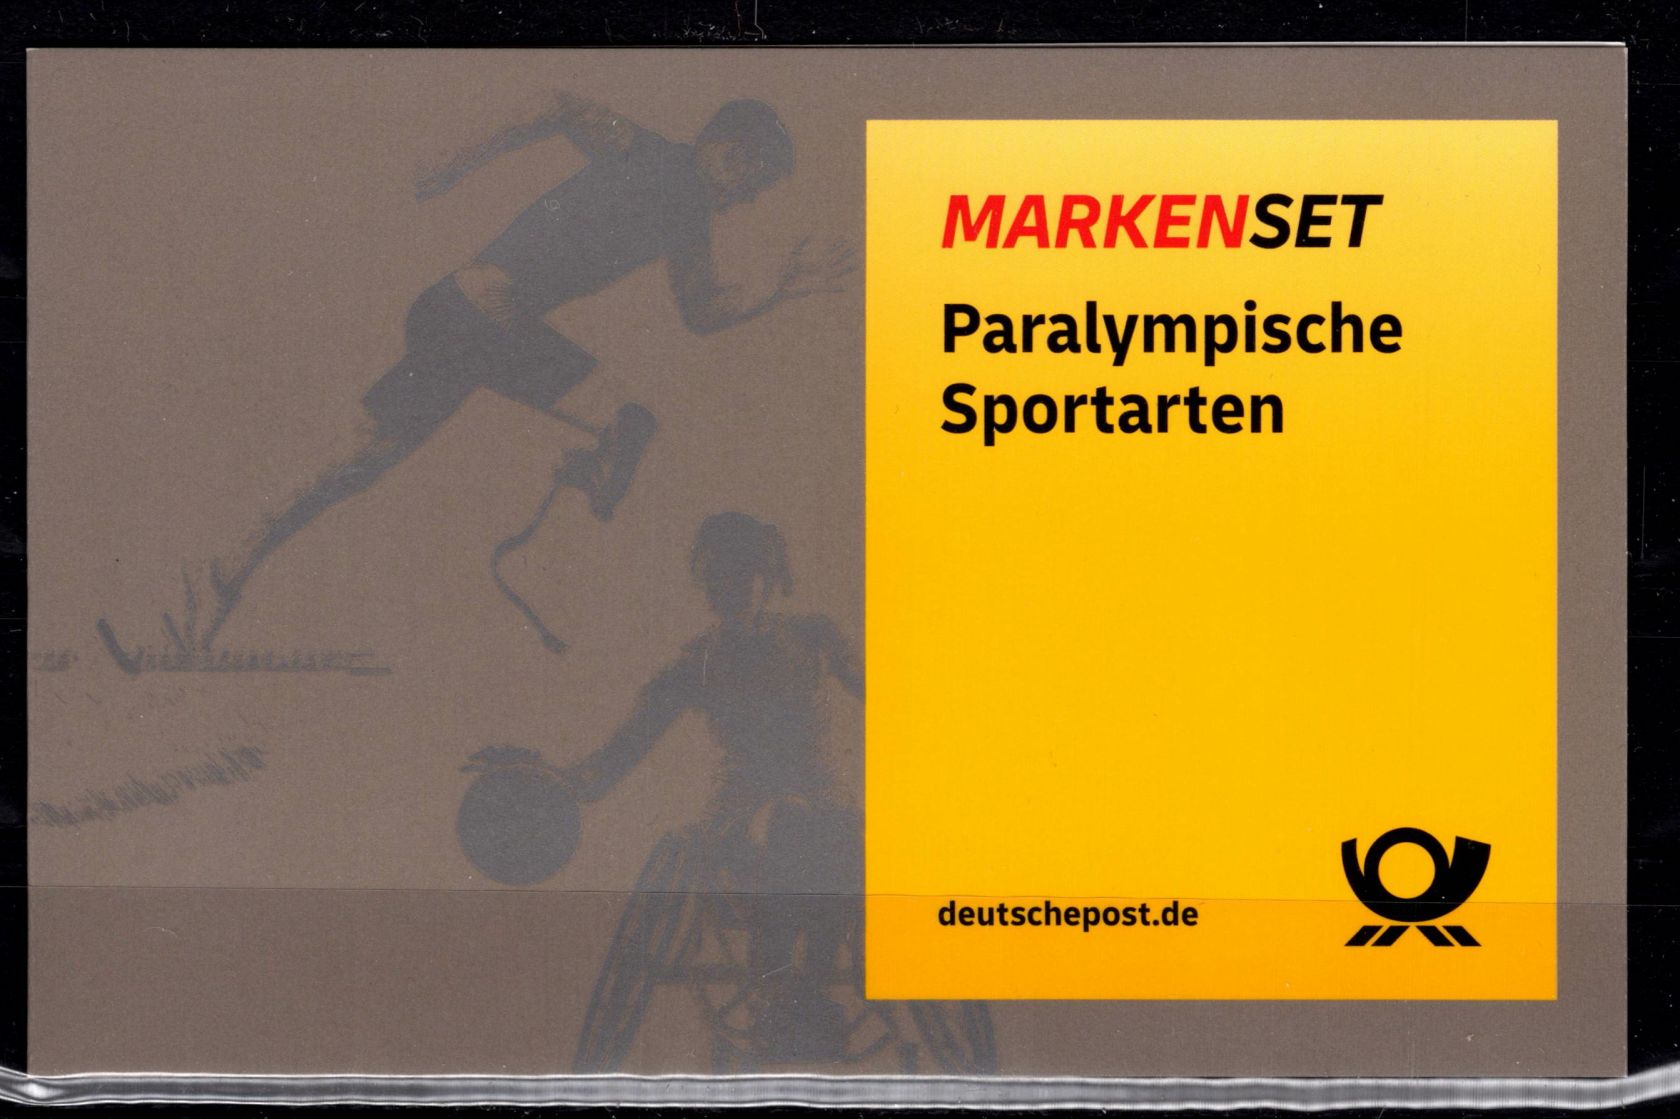 MARKENSET
Paralympische
Sportarten
deutschepost.de